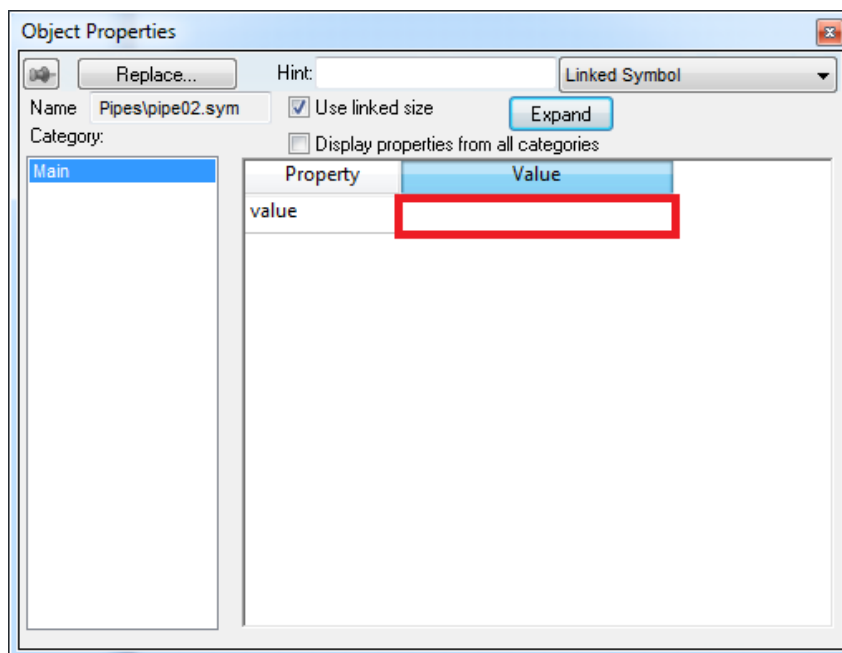 Object Properties
Replace... Hint: Linked Symbol
Name Pipes\pipe02.sym Use linked size Expand
Category: Display properties from all categories
Main Property Value
value